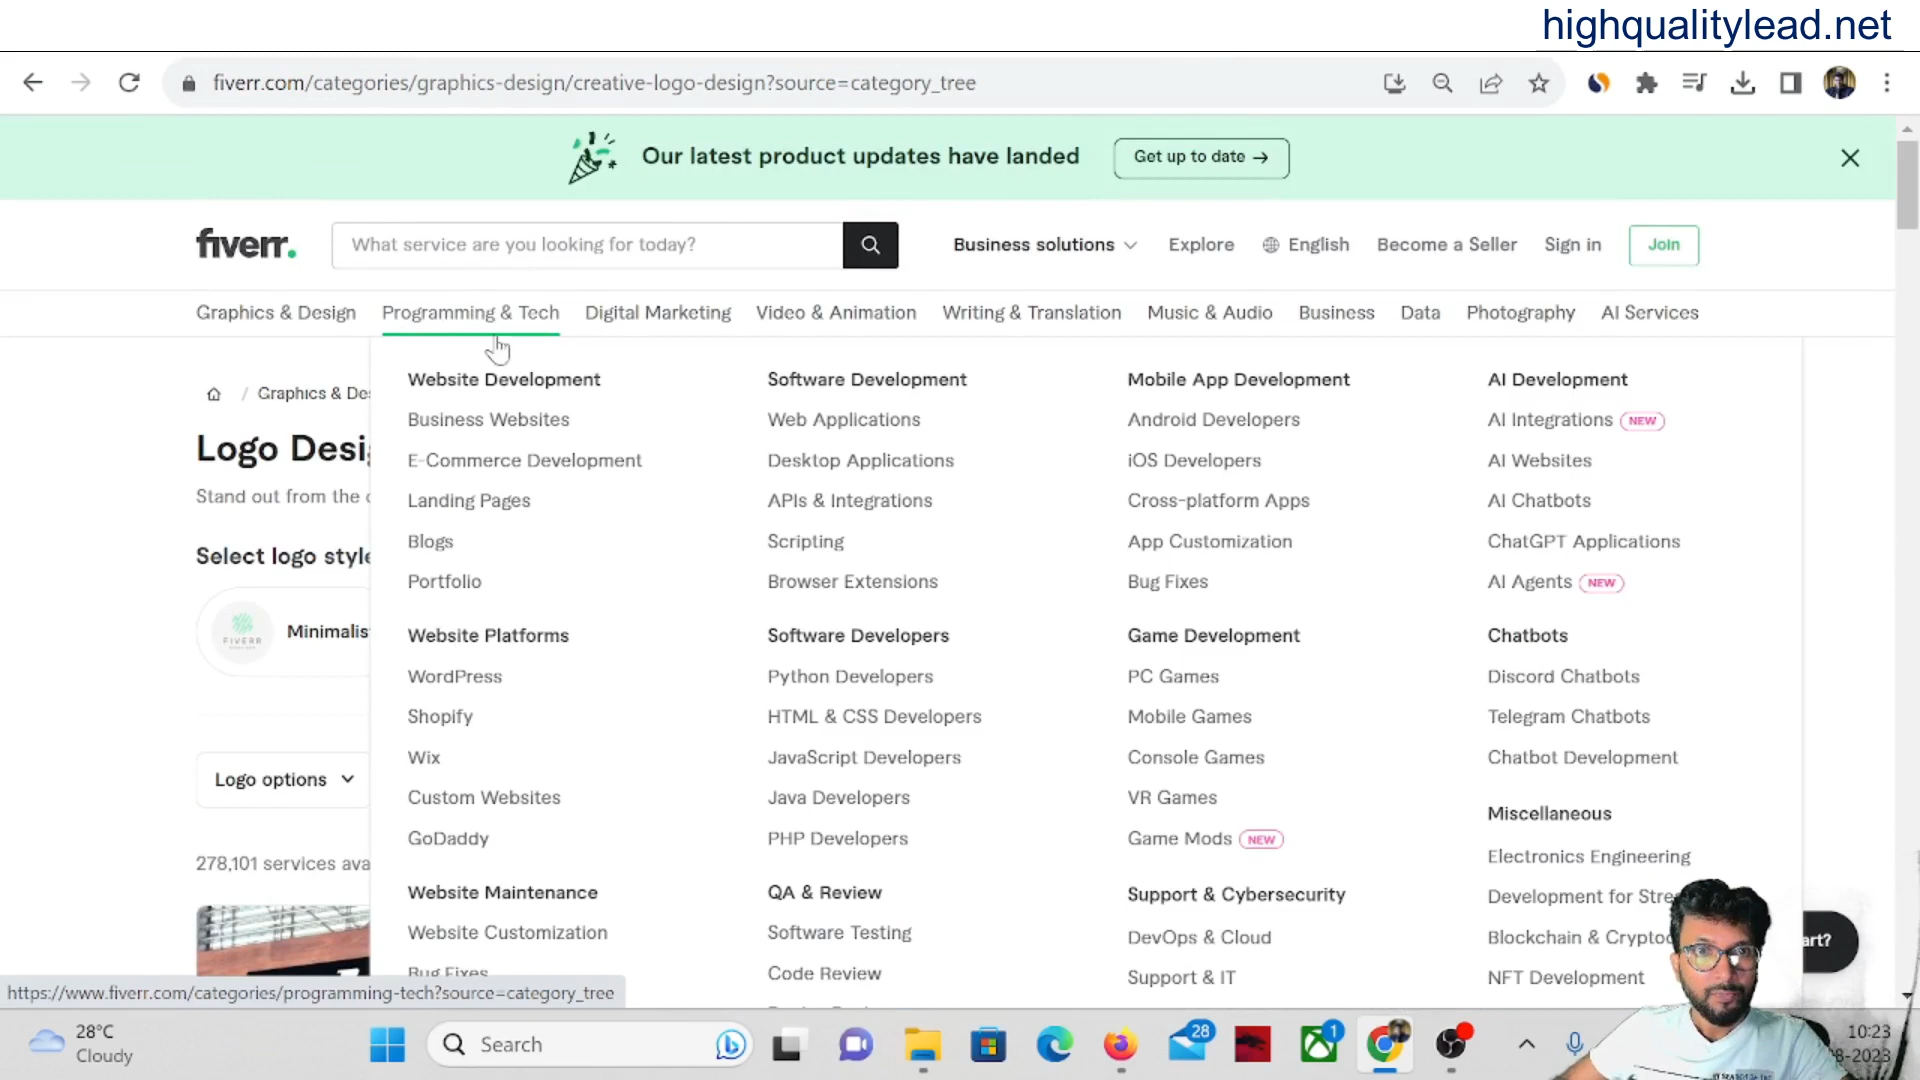 highqualitylead.net
fiverr.com/categories/graphics-design/creative-logo-design?source=category_tree
Our latest product updates have landed
Get up to date →
fiverr.
What service are you looking for today?
Business solutions
Explore
English
Become a Seller
Sign in
Join
Graphics & Design
Programming & Tech
Digital Marketing
Video & Animation
Writing & Translation
Music & Audio
Business
Data
Photography
AI Services
/ Graphics & De
Logo Desi
Stand out from the
Select logo style
FIVERR
Minimalis
Logo options
278,101 services ava
Website Development
Business Websites
E-Commerce Development
Landing Pages
Blogs
Portfolio
Website Platforms
WordPress
Shopify
Wix
Custom Websites
GoDaddy
Website Maintenance
Website Customization
Bug Fixes
Software Development
Web Applications
Desktop Applications
APIs & Integrations
Scripting
Browser Extensions
Software Developers
Python Developers
HTML & CSS Developers
JavaScript Developers
Java Developers
PHP Developers
QA & Review
Software Testing
Code Review
Mobile App Development
Android Developers
iOS Developers
Cross-platform Apps
App Customization
Bug Fixes
Game Development
PC Games
Mobile Games
Console Games
VR Games
Game Mods NEW
Support & Cybersecurity
DevOps & Cloud
Support & IT
AI Development
AI Integrations NEW
AI Websites
AI Chatbots
ChatGPT Applications
AI Agents NEW
Chatbots
Discord Chatbots
Telegram Chatbots
Chatbot Development
Miscellaneous
Electronics Engineering
Development for Stre
Blockchain & Crypto
NFT Development
art?
https://www.fiverr.com/categories/programming-tech?source=category_tree
28°C
Cloudy
Search
28
1
10:23
8-2023